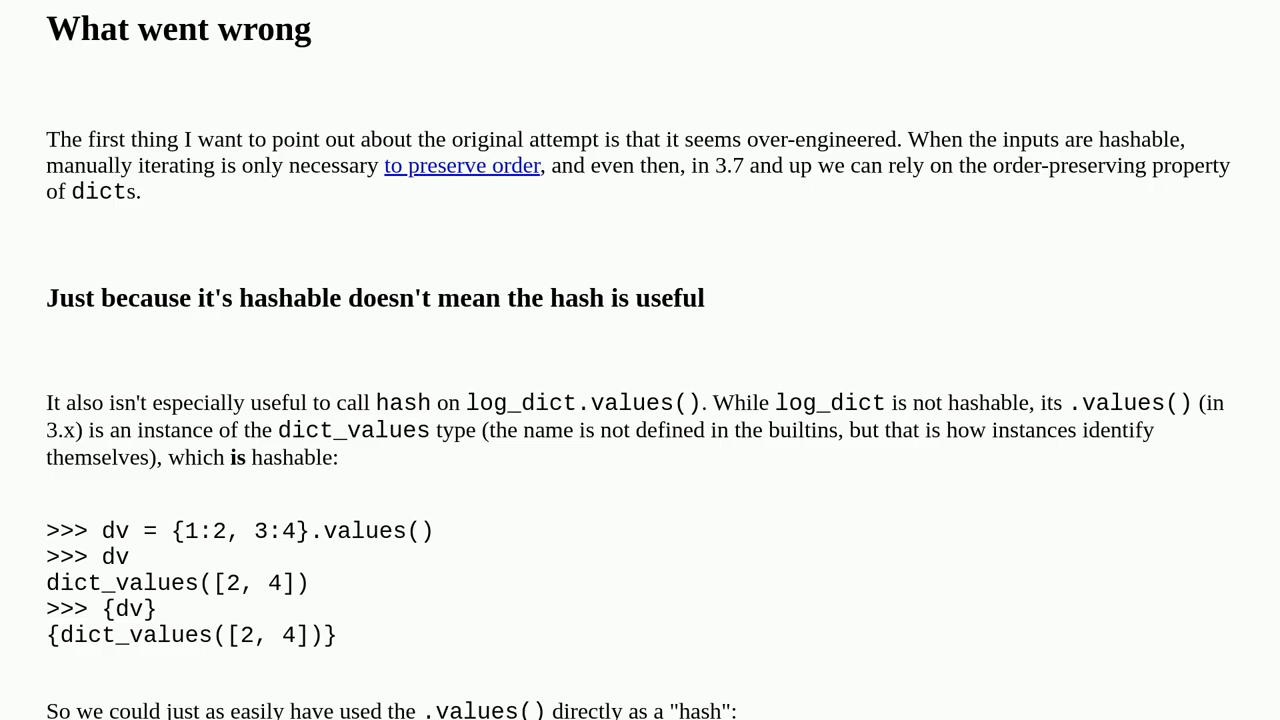 What went wrong
The first thing I want to point out about the original attempt is that it seems over-engineered. When the inputs are hashable,
manually iterating is only necessary to preserve order, and even then, in 3.7 and up we can rely on the order-preserving property
of dicts.
Just because it's hashable doesn't mean the hash is useful
It also isn't especially useful to call hash on log_dict.values(). While log_dict is not hashable, its .values() (in
3.x) is an instance of the dict_values type (the name is not defined in the builtins, but that is how instances identify
themselves), which is hashable:
>>> dv = {1:2, 3:4}.values()
>>> dv
dict_values([2, 4])
>>> {dv}
{dict_values([2, 4])}
So we could just as easily have used the .values() directly as a "hash":